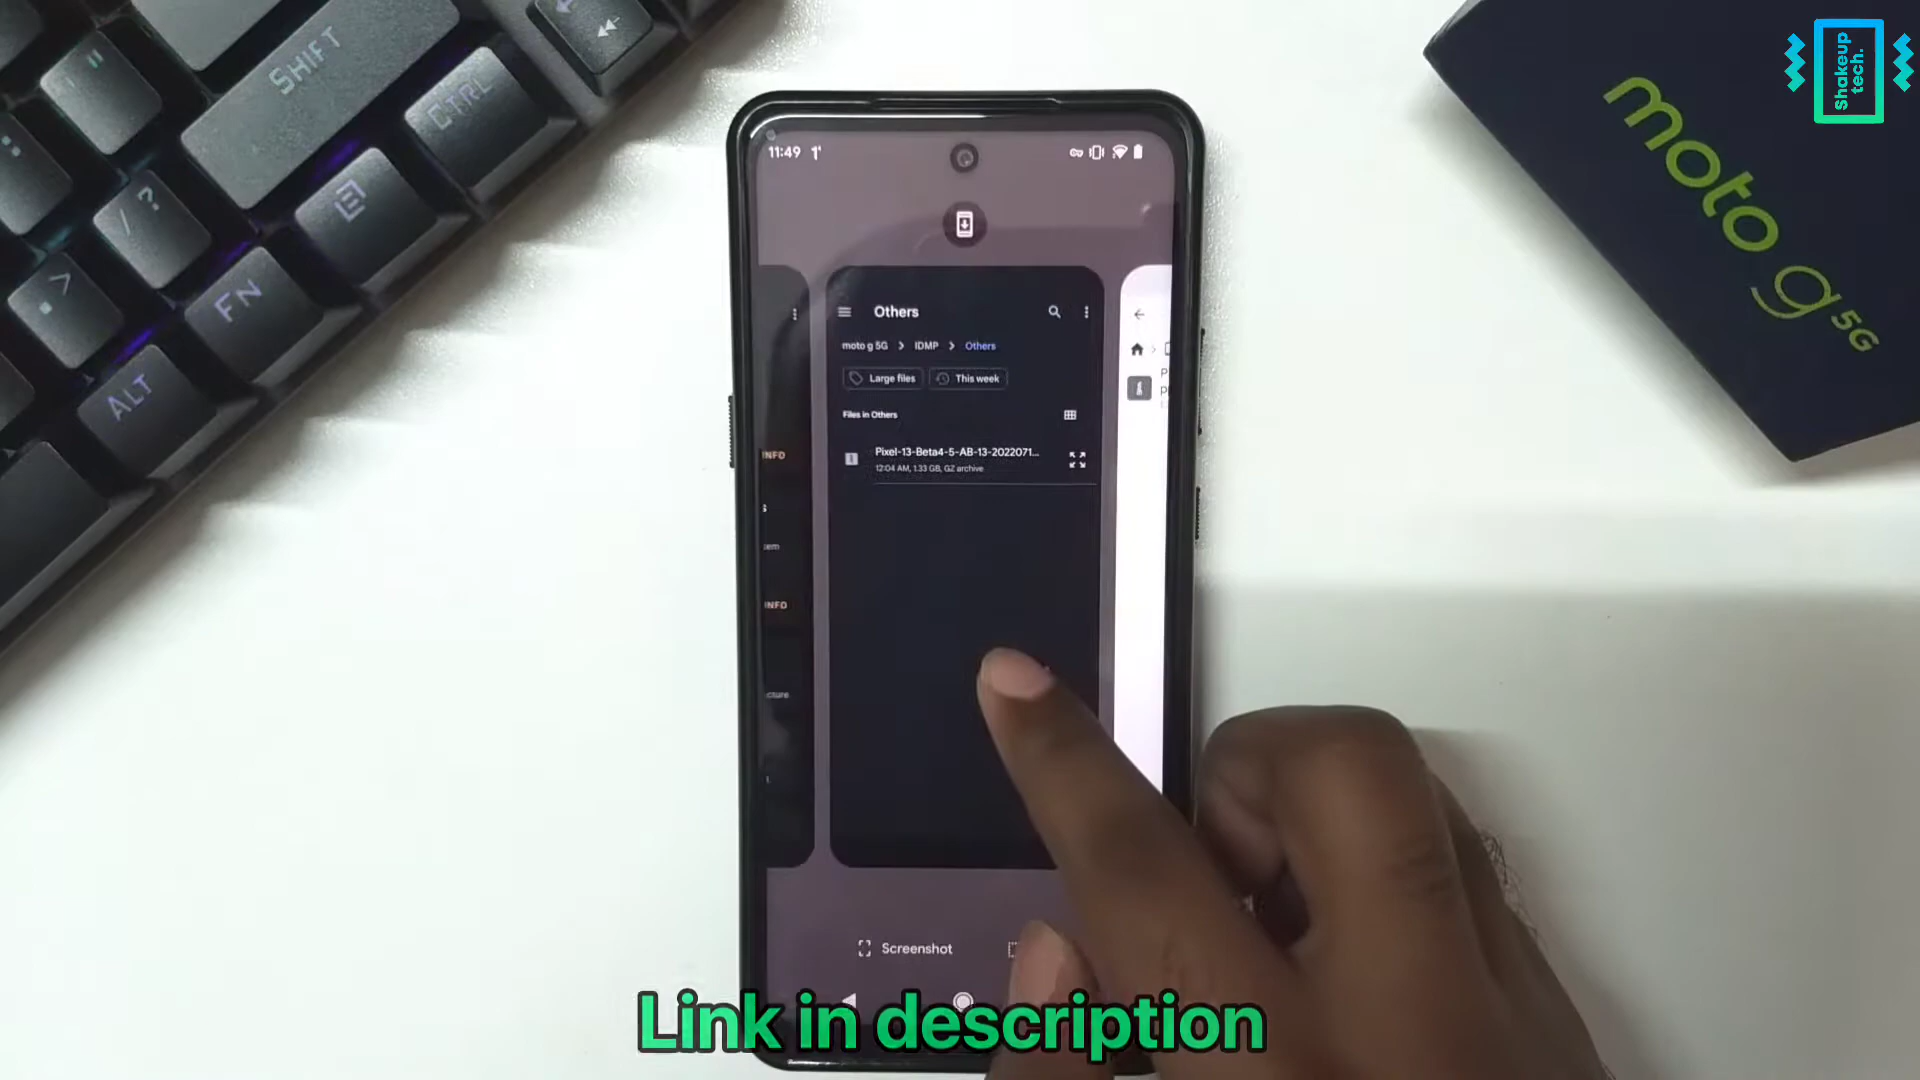 SHIFT
CTRL
"
/ ?
FN
. >
ALT
moto g 5G
Shakeup
tech.
11:49
Others
moto g 5G > IDMP > Others
Large files
This week
Files in Others
Pixel-13-Beta4-5-AB-13-2022071...
12:04 AM, 1.33 GB, GZ archive
INFO
tem
INFO
cture
Screenshot
Link in description